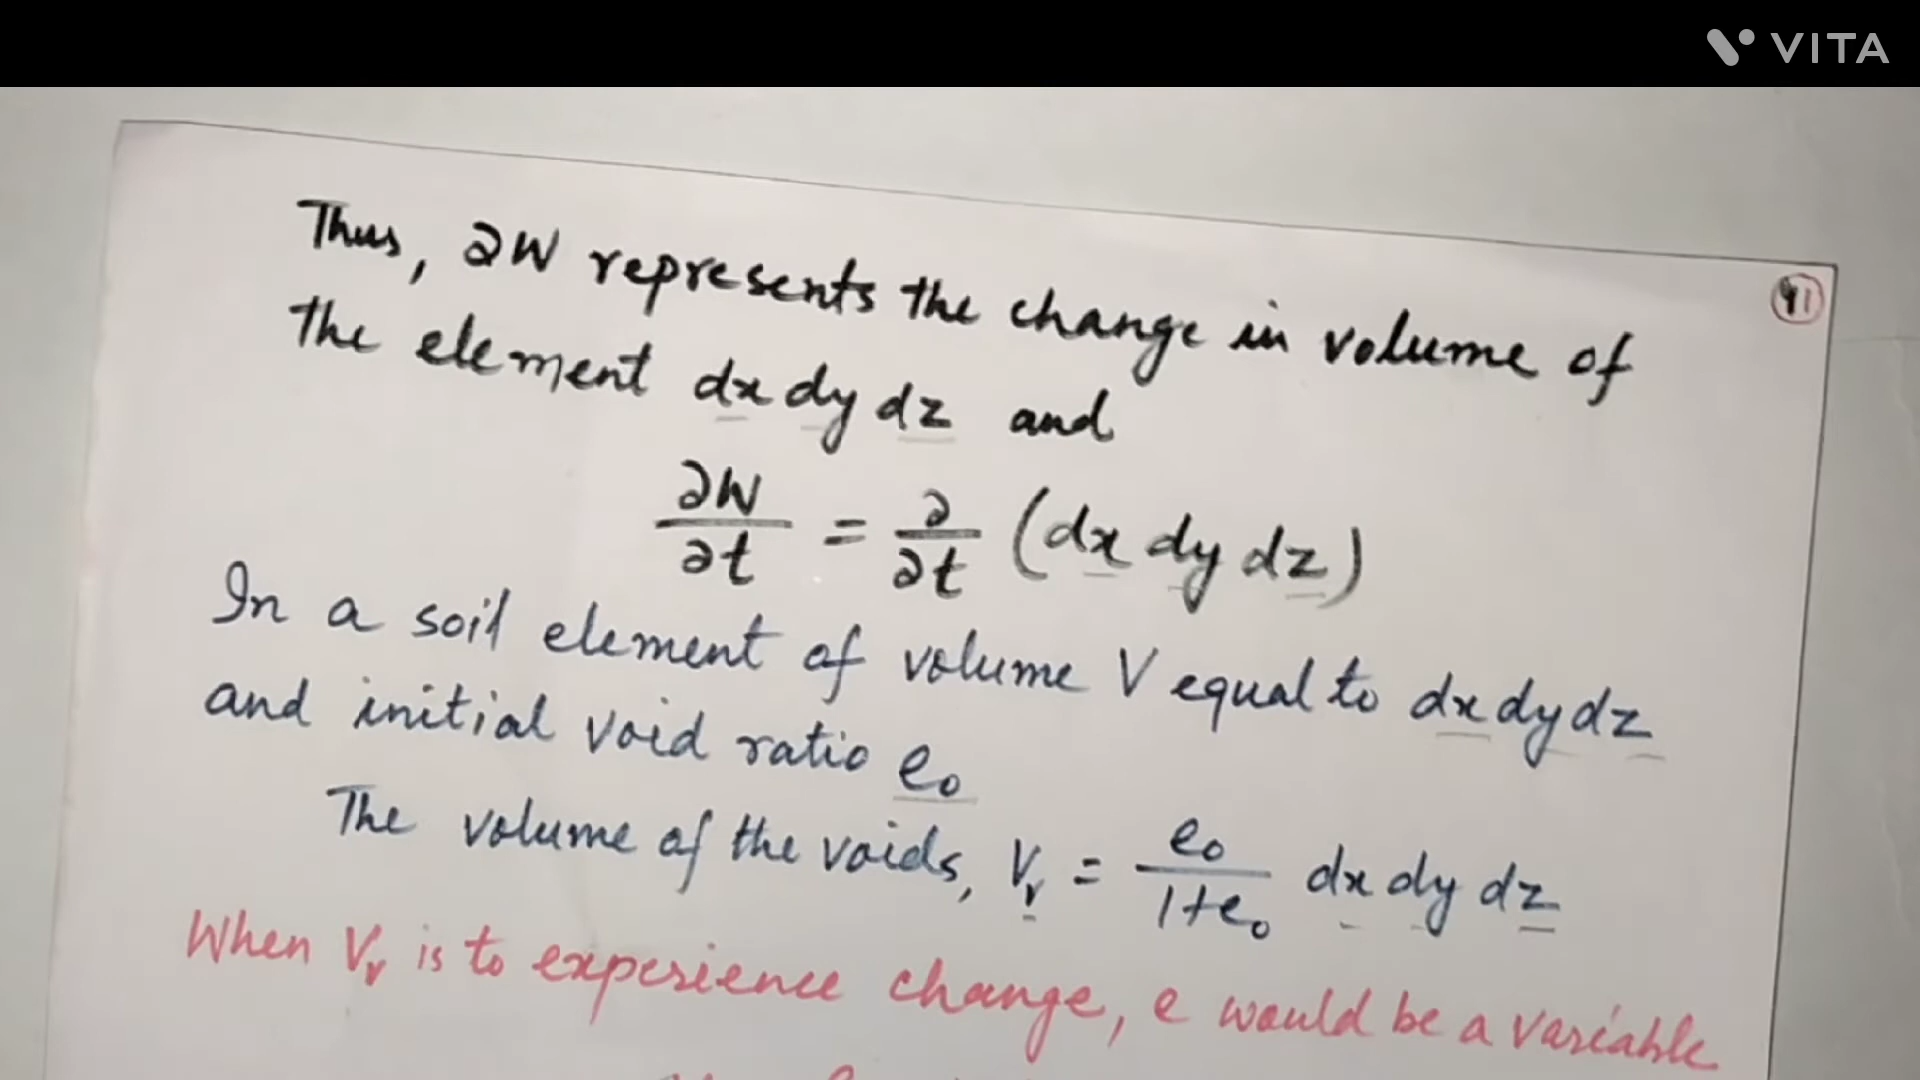 VITA
41
Thus, ∂W represents the change in volume of
the element dx dy dz and
∂W/∂t = ∂/∂t (dx dy dz)
In a soil element of volume V equal to dx dy dz
and initial void ratio e₀
The volume of the voids, Vᵥ = e₀/1+e₀ dx dy dz
When Vᵥ is to experience change, e would be a variable